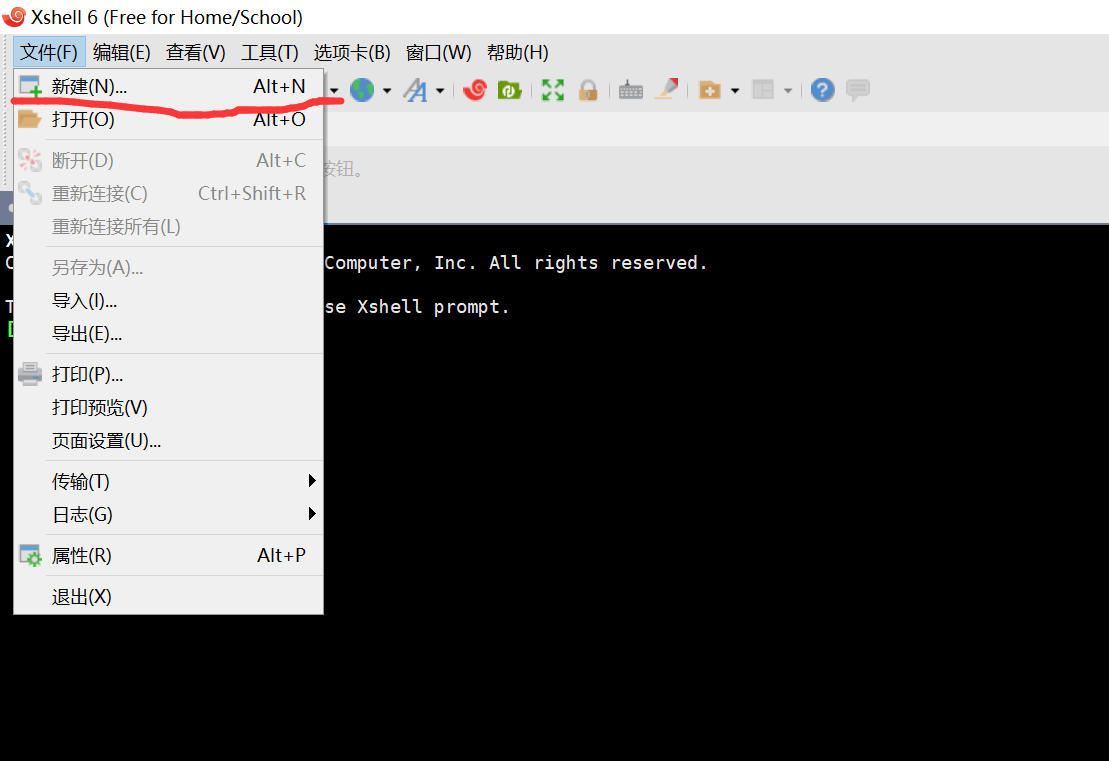 Xshell 6 (Free for Home/School)
文件(F) 编辑(E) 查看(V) 工具(T) 选项卡(B) 窗口(W) 帮助(H)
新建(N)... Alt+N
打开(O) Alt+O
断开(D) Alt+C
按钮。
重新连接(C) Ctrl+Shift+R
重新连接所有(L)
X
另存为(A)...
C
Computer, Inc. All rights reserved.
导入(I)...
T
se Xshell prompt.
导出(E)...
打印(P)...
打印预览(V)
页面设置(U)...
传输(T)
日志(G)
属性(R) Alt+P
退出(X)